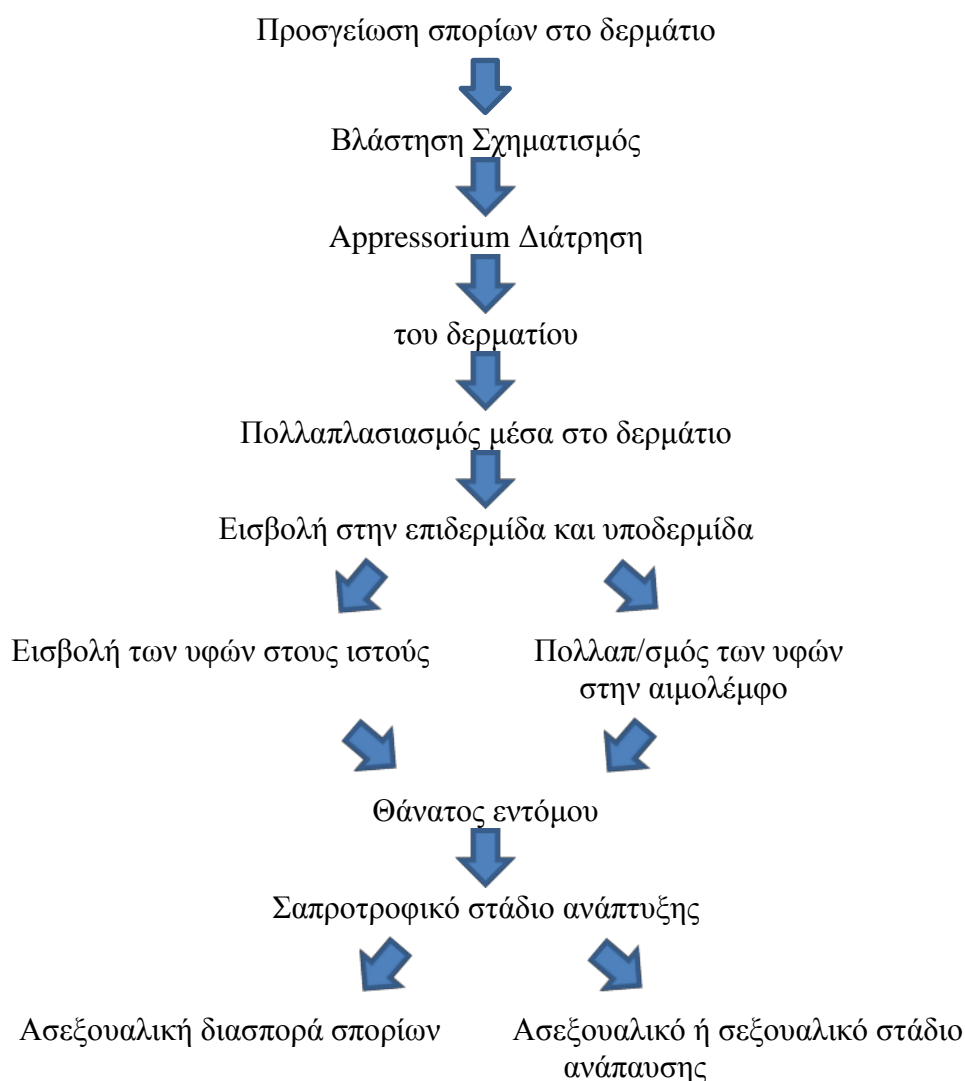 Προσγείωση σπορίων στο δερμάτιο
Βλάστηση Σχηματισμός
Appressorium Διάτρηση
του δερματίου
Πολλαπλασιασμός μέσα στο δερμάτιο
Εισβολή στην επιδερμίδα και υποδερμίδα
Εισβολή των υφών στους ιστούς
Πολλαπ/σμός των υφών
στην αιμολέμφο
Θάνατος εντόμου
Σαπροτροφικό στάδιο ανάπτυξης
Ασεξουαλική διασπορά σπορίων
Ασεξουαλικό ή σεξουαλικό στάδιο
ανάπαυσης